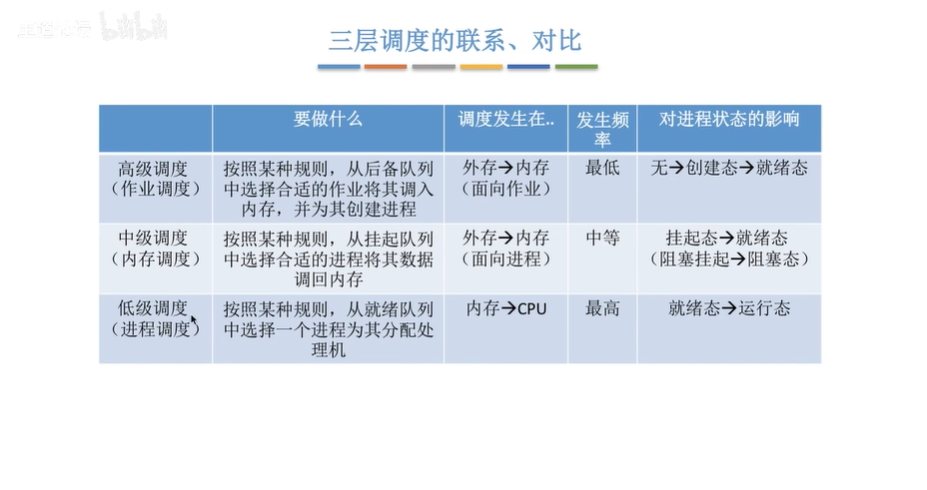 三层调度的联系、对比
要做什么
调度发生在..
发生频
率
对进程状态的影响
高级调度
（作业调度）
按照某种规则，从后备队列
中选择合适的作业将其调入
内存，并为其创建进程
外存→内存
（面向作业）
最低
无→创建态→就绪态
中级调度
（内存调度）
按照某种规则，从挂起队列
中选择合适的进程将其数据
调回内存
外存→内存
（面向进程）
中等
挂起态→就绪态
（阻塞挂起→阻塞态）
低级调度
（进程调度）
按照某种规则，从就绪队列
中选择一个进程为其分配处
理机
内存→CPU
最高
就绪态→运行态